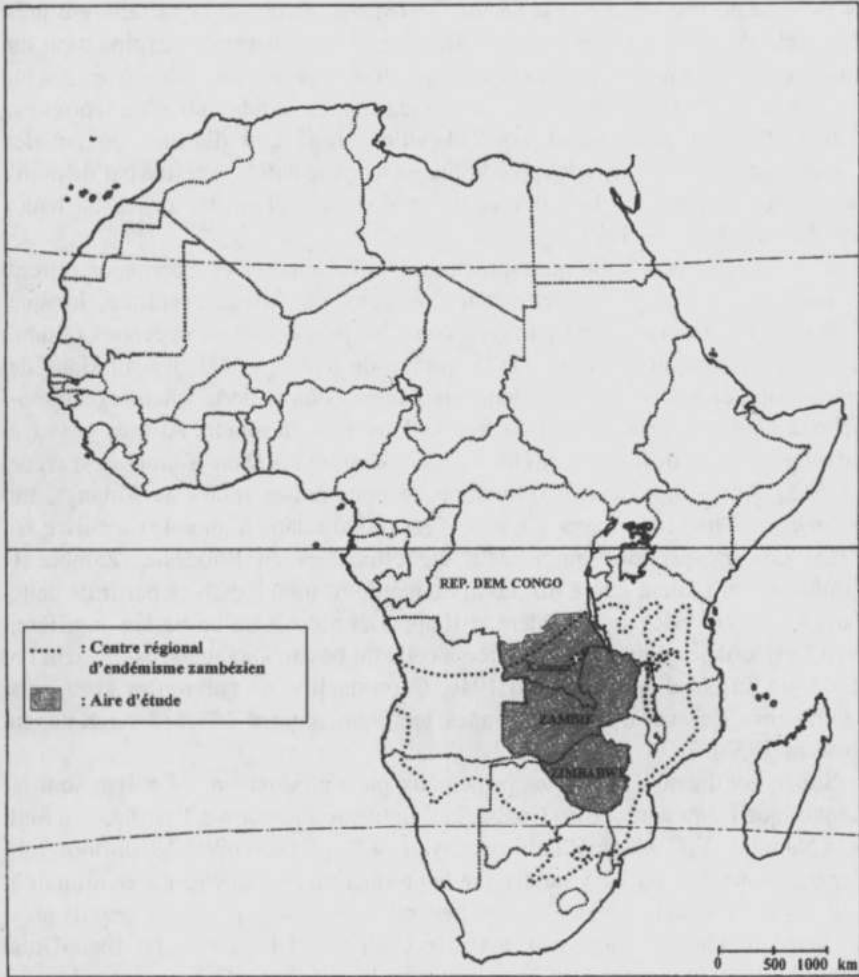 REP. DEM. CONGO
: Centre régional
d'endémisme zambézien
: Aire d'étude
ZAMBIE
ZIMBABWE
0 500 1000 km